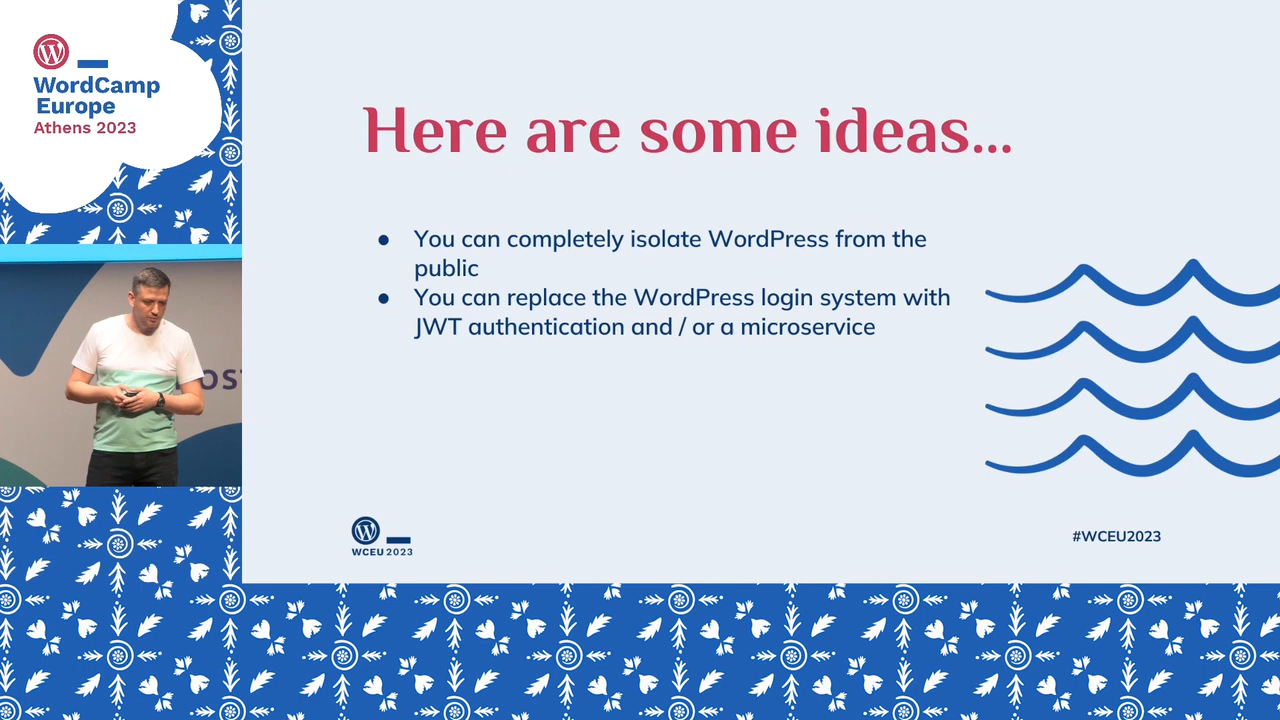 WordCamp
Europe
Athens 2023
Here are some ideas...
● You can completely isolate WordPress from the
public
● You can replace the WordPress login system with
JWT authentication and / or a microservice
WCEU 2023
#WCEU2023